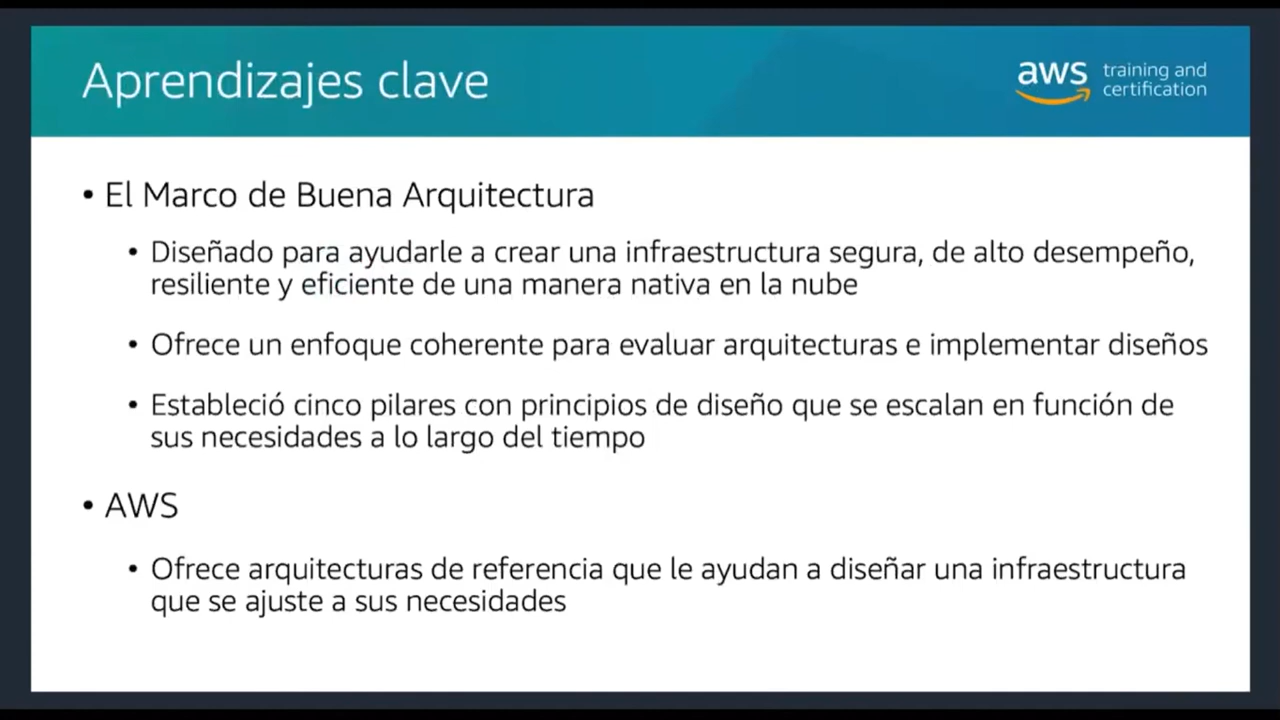 Aprendizajes clave
aws training and
certification
• El Marco de Buena Arquitectura
• Diseñado para ayudarle a crear una infraestructura segura, de alto desempeño,
resiliente y eficiente de una manera nativa en la nube
• Ofrece un enfoque coherente para evaluar arquitecturas e implementar diseños
• Estableció cinco pilares con principios de diseño que se escalan en función de
sus necesidades a lo largo del tiempo
• AWS
• Ofrece arquitecturas de referencia que le ayudan a diseñar una infraestructura
que se ajuste a sus necesidades